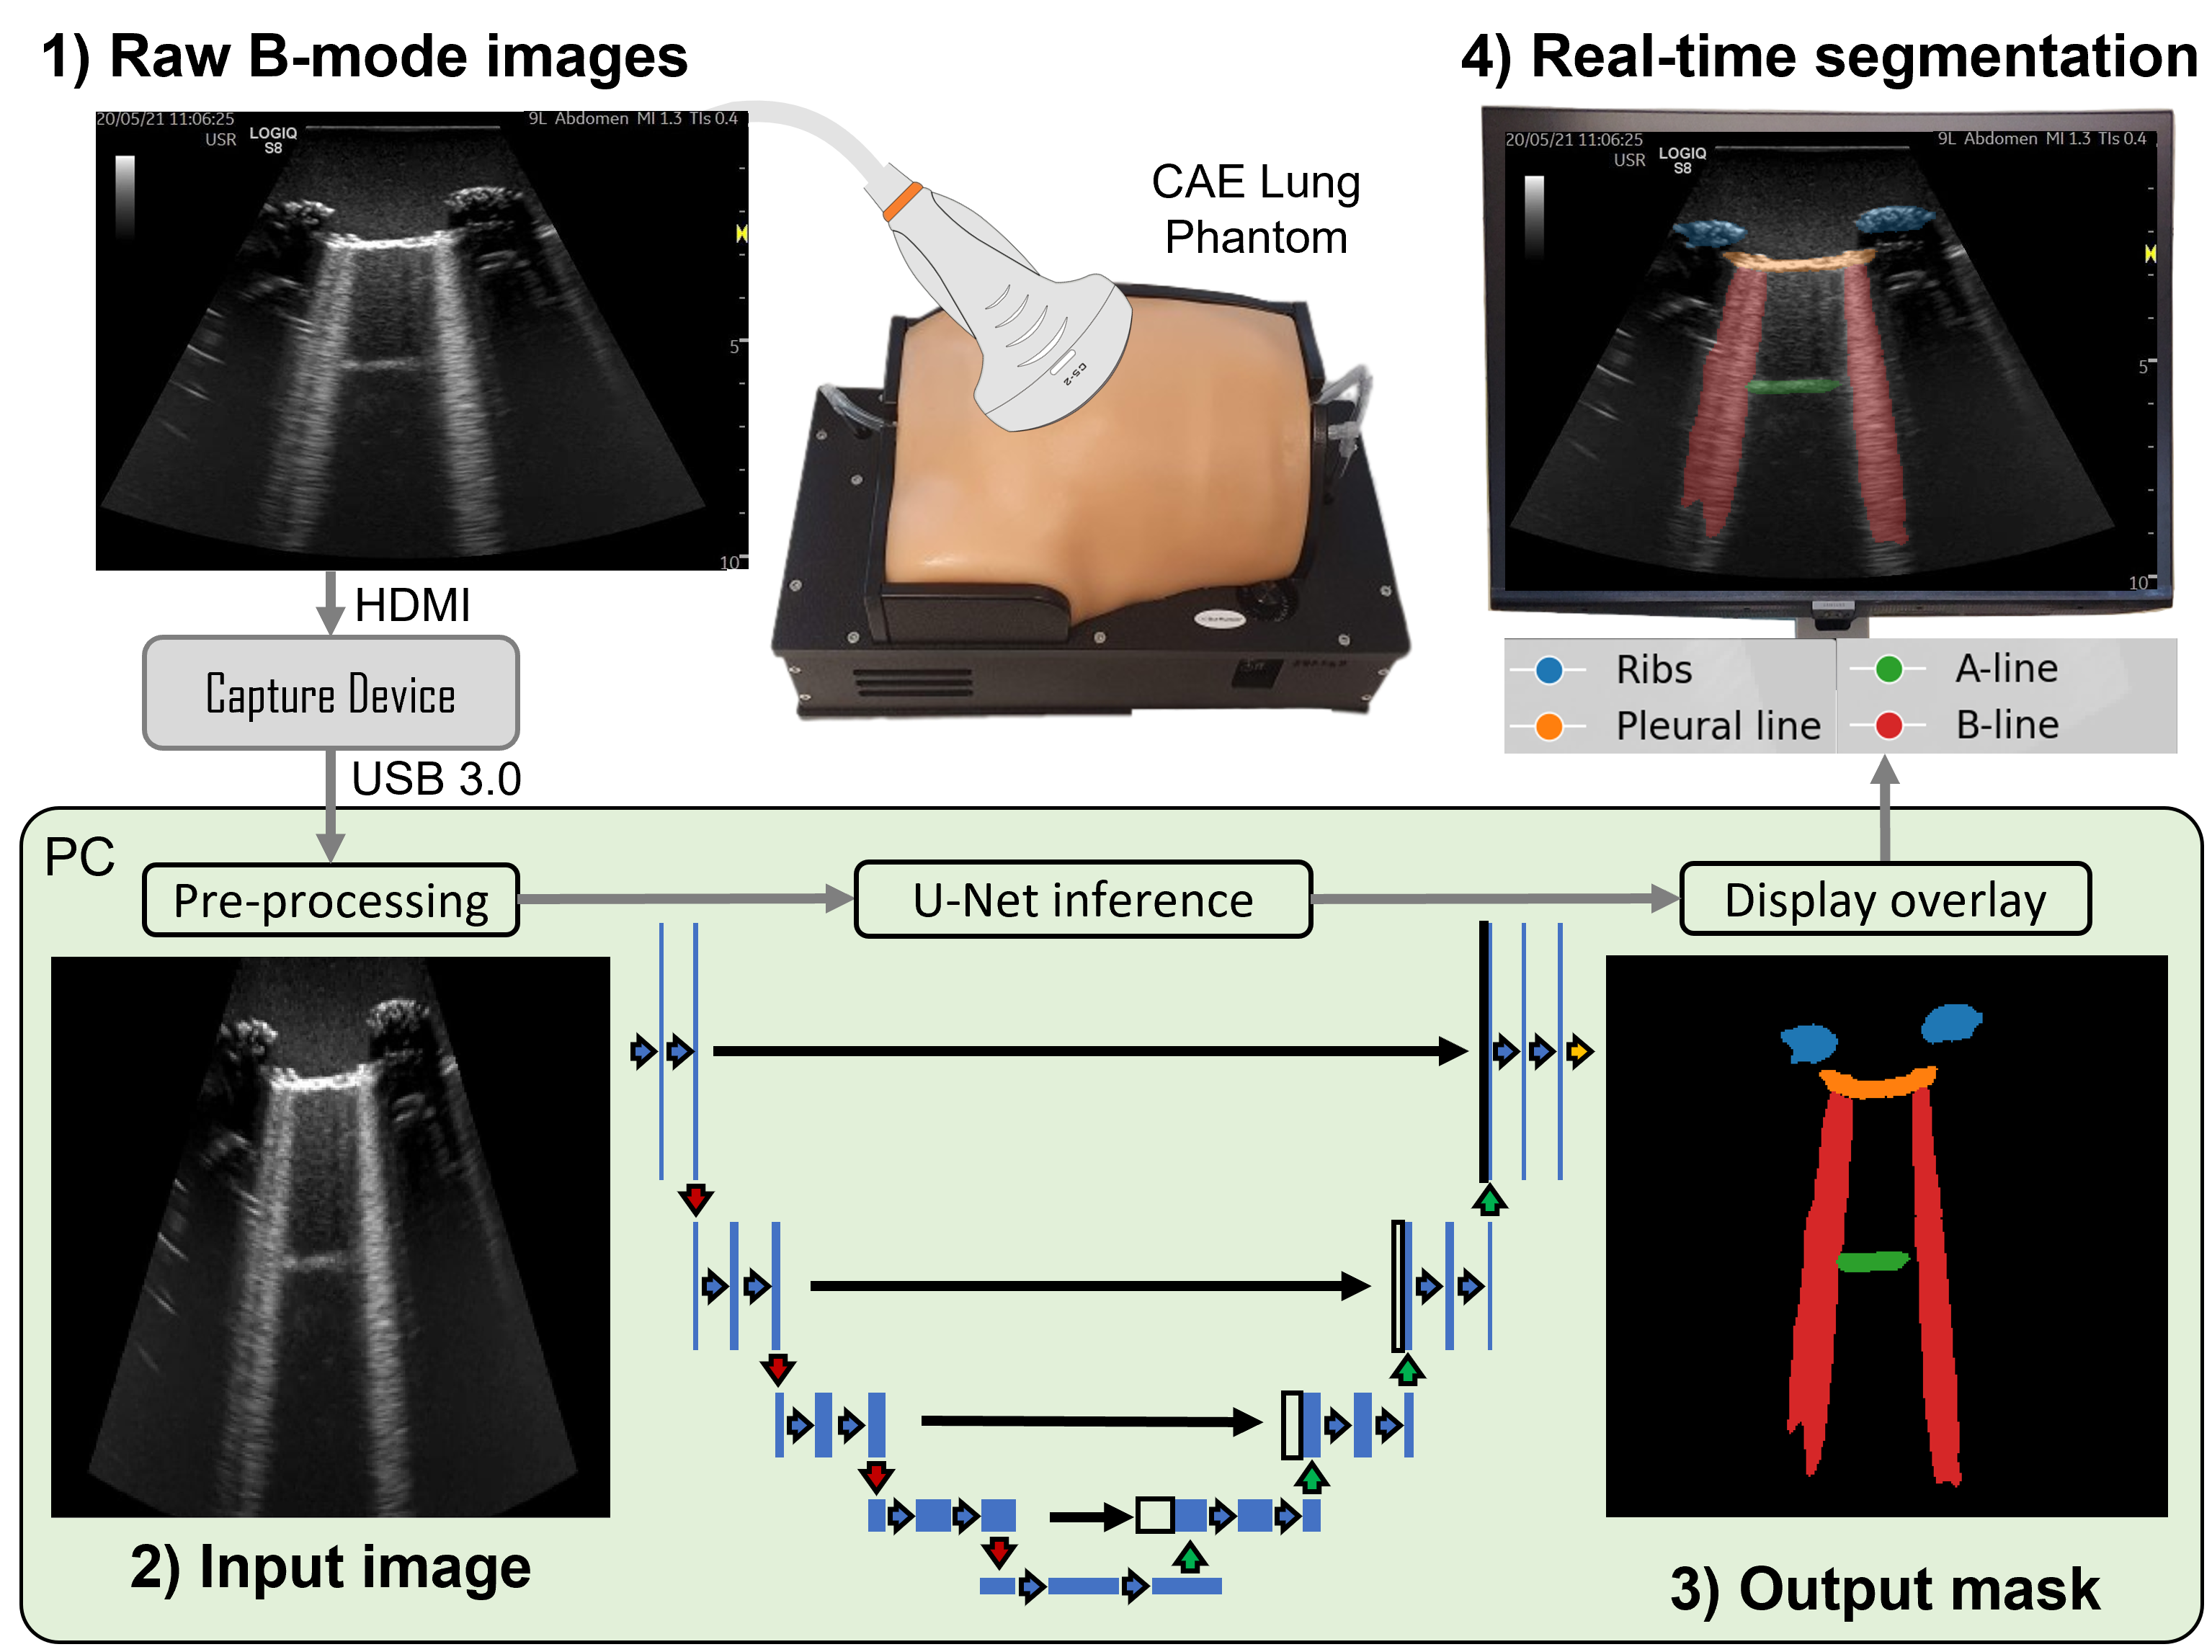 1) Raw B-mode images
4) Real-time segmentation
20/05/21 11:06:25
USR
LOGIQ
S8
9L Abdomen MI 1.3 TIs 0.4
5
10
CAE Lung
Phantom
C5-2
20/05/21 11:06:25
USR
LOGIQ
S8
9L Abdomen MI 1.3 TIs 0.4
5
10
HDMI
Capture Device
USB 3.0
Ribs
A-line
Pleural line
B-line
PC
Pre-processing
U-Net inference
Display overlay
2) Input image
3) Output mask